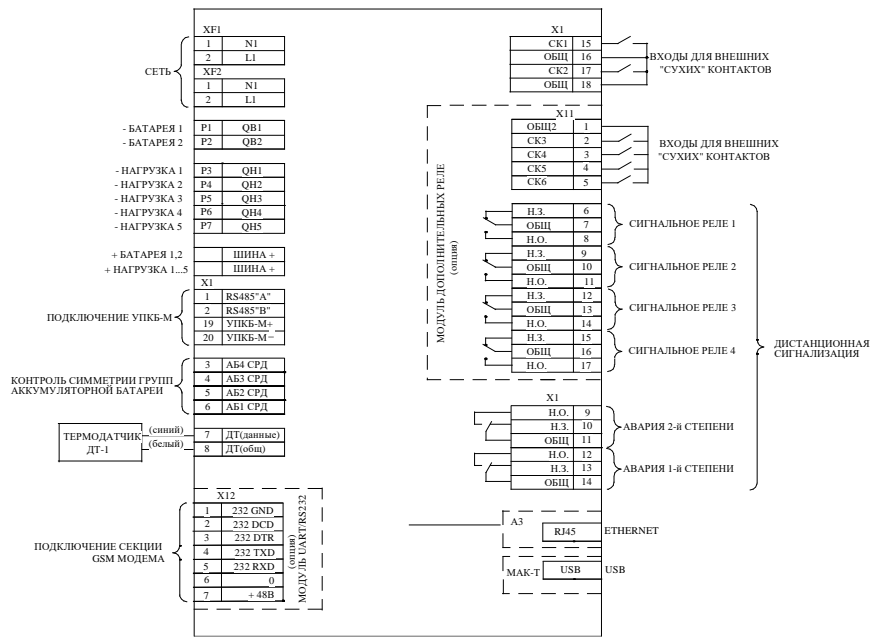 XF1
1 N1
2 L1
XF2
1 N1
2 L1
СЕТЬ
- БАТАРЕЯ 1 P1 QB1
- БАТАРЕЯ 2 P2 QB2
- НАГРУЗКА 1 P3 QH1
- НАГРУЗКА 2 P4 QH2
- НАГРУЗКА 3 P5 QH3
- НАГРУЗКА 4 P6 QH4
- НАГРУЗКА 5 P7 QH5
+ БАТАРЕЯ 1,2 ШИНА +
+ НАГРУЗКА 1...5 ШИНА +
X1
1 RS485"A"
2 RS485"B"
19 УПКБ-М+
20 УПКБ-М−
ПОДКЛЮЧЕНИЕ УПКБ-М
3 АБ4 СРД
4 АБ3 СРД
5 АБ2 СРД
6 АБ1 СРД
КОНТРОЛЬ СИММЕТРИИ ГРУПП
АККУМУЛЯТОРНОЙ БАТАРЕИ
ТЕРМОДАТЧИК
ДТ-1
(синий) 7 ДТ(данные)
(белый) 8 ДТ(общ)
X12
1 232 GND
2 232 DCD
3 232 DTR
4 232 TXD
5 232 RXD
6 0
7 + 48В
ПОДКЛЮЧЕНИЕ СЕКЦИИ
GSM МОДЕМА
(опция)
МОДУЛЬ UART/RS232
X1
СК1 15
ОБЩ 16
СК2 17
ОБЩ 18
ВХОДЫ ДЛЯ ВНЕШНИХ
"СУХИХ" КОНТАКТОВ
МОДУЛЬ ДОПОЛНИТЕЛЬНЫХ РЕЛЕ
(опция)
X11
ОБЩ2 1
СК3 2
СК4 3
СК5 4
СК6 5
ВХОДЫ ДЛЯ ВНЕШНИХ
"СУХИХ" КОНТАКТОВ
Н.З. 6
ОБЩ 7
Н.О. 8
СИГНАЛЬНОЕ РЕЛЕ 1
Н.З. 9
ОБЩ 10
Н.О. 11
СИГНАЛЬНОЕ РЕЛЕ 2
Н.З. 12
ОБЩ 13
Н.О. 14
СИГНАЛЬНОЕ РЕЛЕ 3
Н.З. 15
ОБЩ 16
Н.О. 17
СИГНАЛЬНОЕ РЕЛЕ 4
ДИСТАНЦИОННАЯ
СИГНАЛИЗАЦИЯ
X1
Н.О. 9
Н.З. 10
ОБЩ 11
АВАРИЯ 2-й СТЕПЕНИ
Н.О. 12
Н.З. 13
ОБЩ 14
АВАРИЯ 1-й СТЕПЕНИ
А3
RJ45 ETHERNET
МАК-Т USB USB